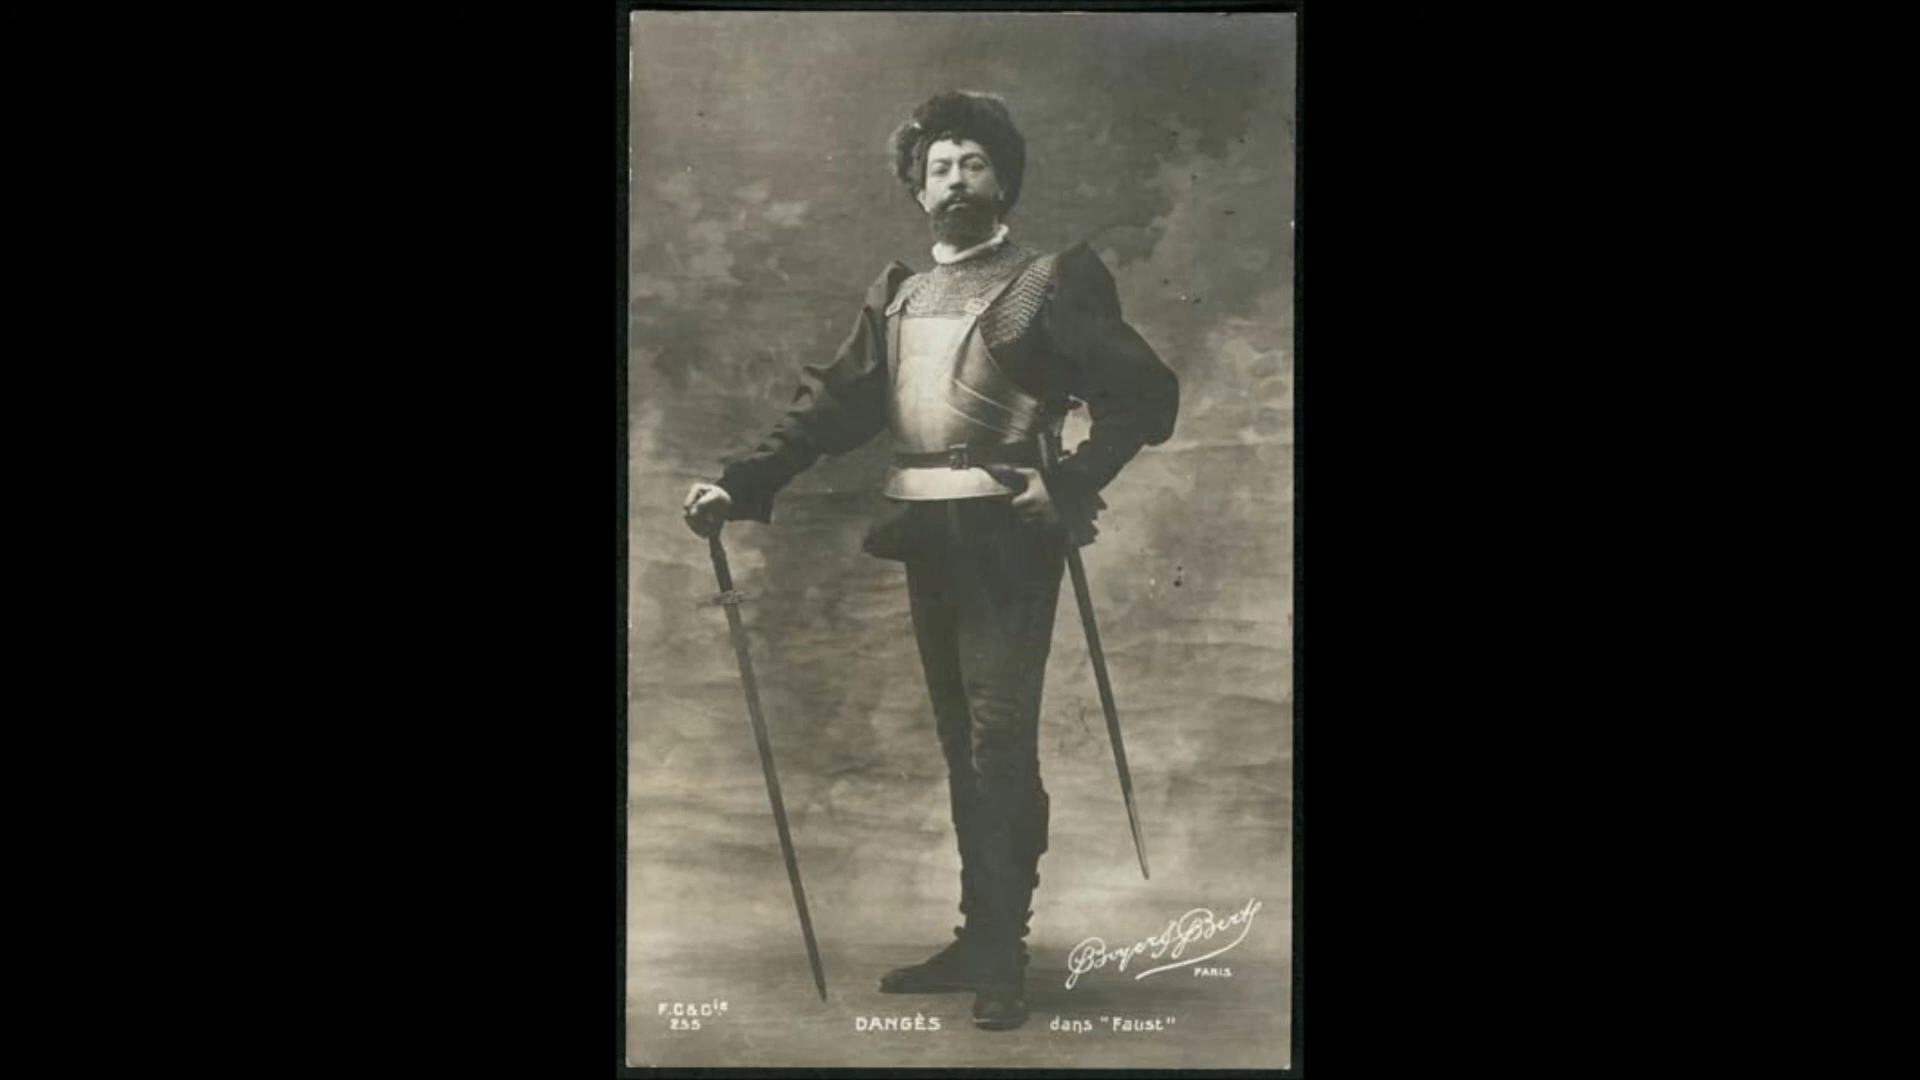 Boyer & Bert
PARIS
F.C & Cie.
255
DANGÈS
dans "Faust"